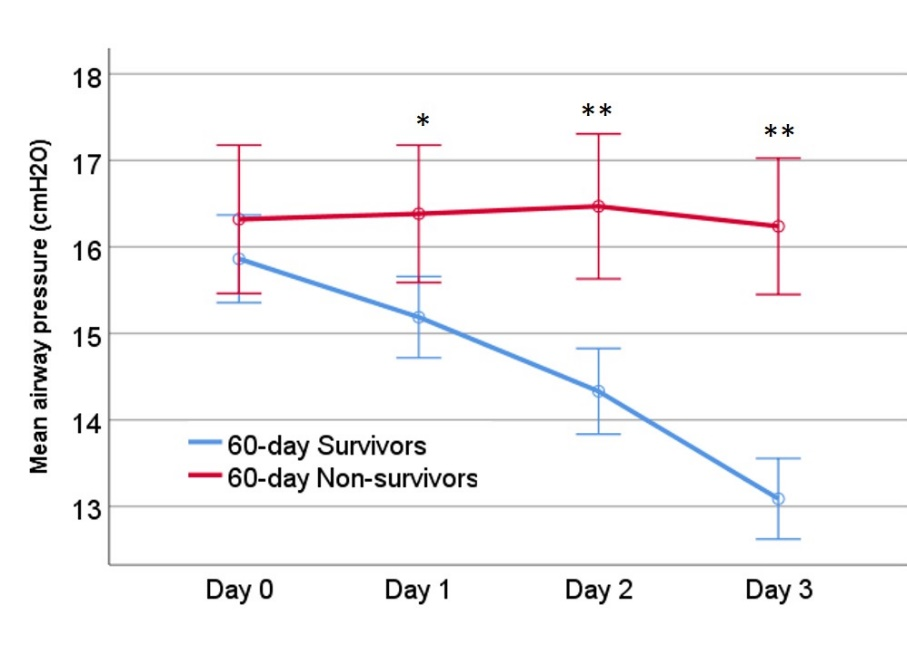 18
*
**
**
17
16
15
14
13
Mean airway pressure (cmH2O)
60-day Survivors
60-day Non-survivors
Day 0 Day 1 Day 2 Day 3